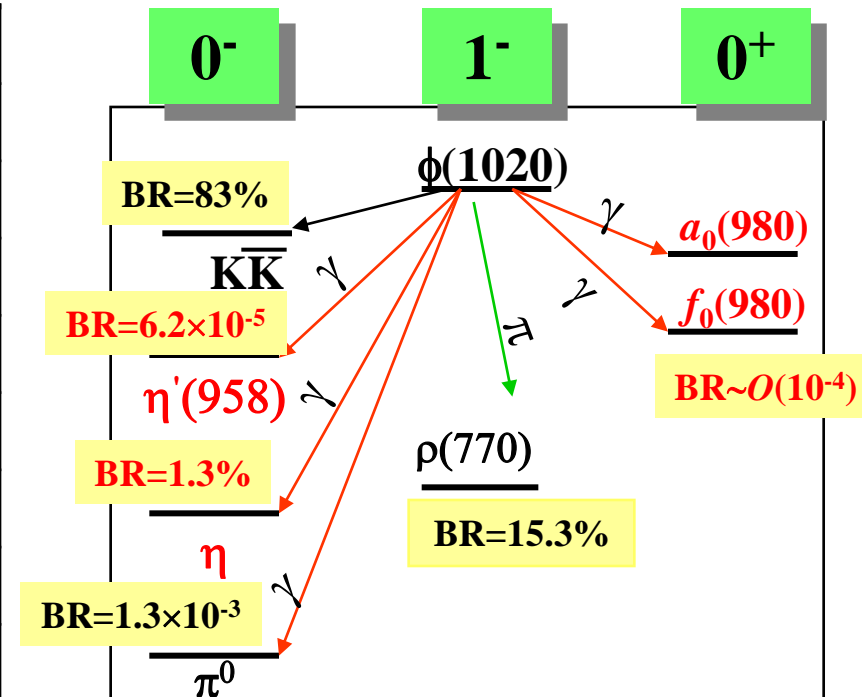 0⁻ 1⁻ 0⁺
ϕ(1020)
BR=83%
KK̅
γ
γ
a₀(980)
γ
f₀(980)
BR=6.2×10⁻⁵
π
BR~O(10⁻⁴)
η'(958)
γ
ρ(770)
BR=1.3%
BR=15.3%
η
γ
BR=1.3×10⁻³
π⁰